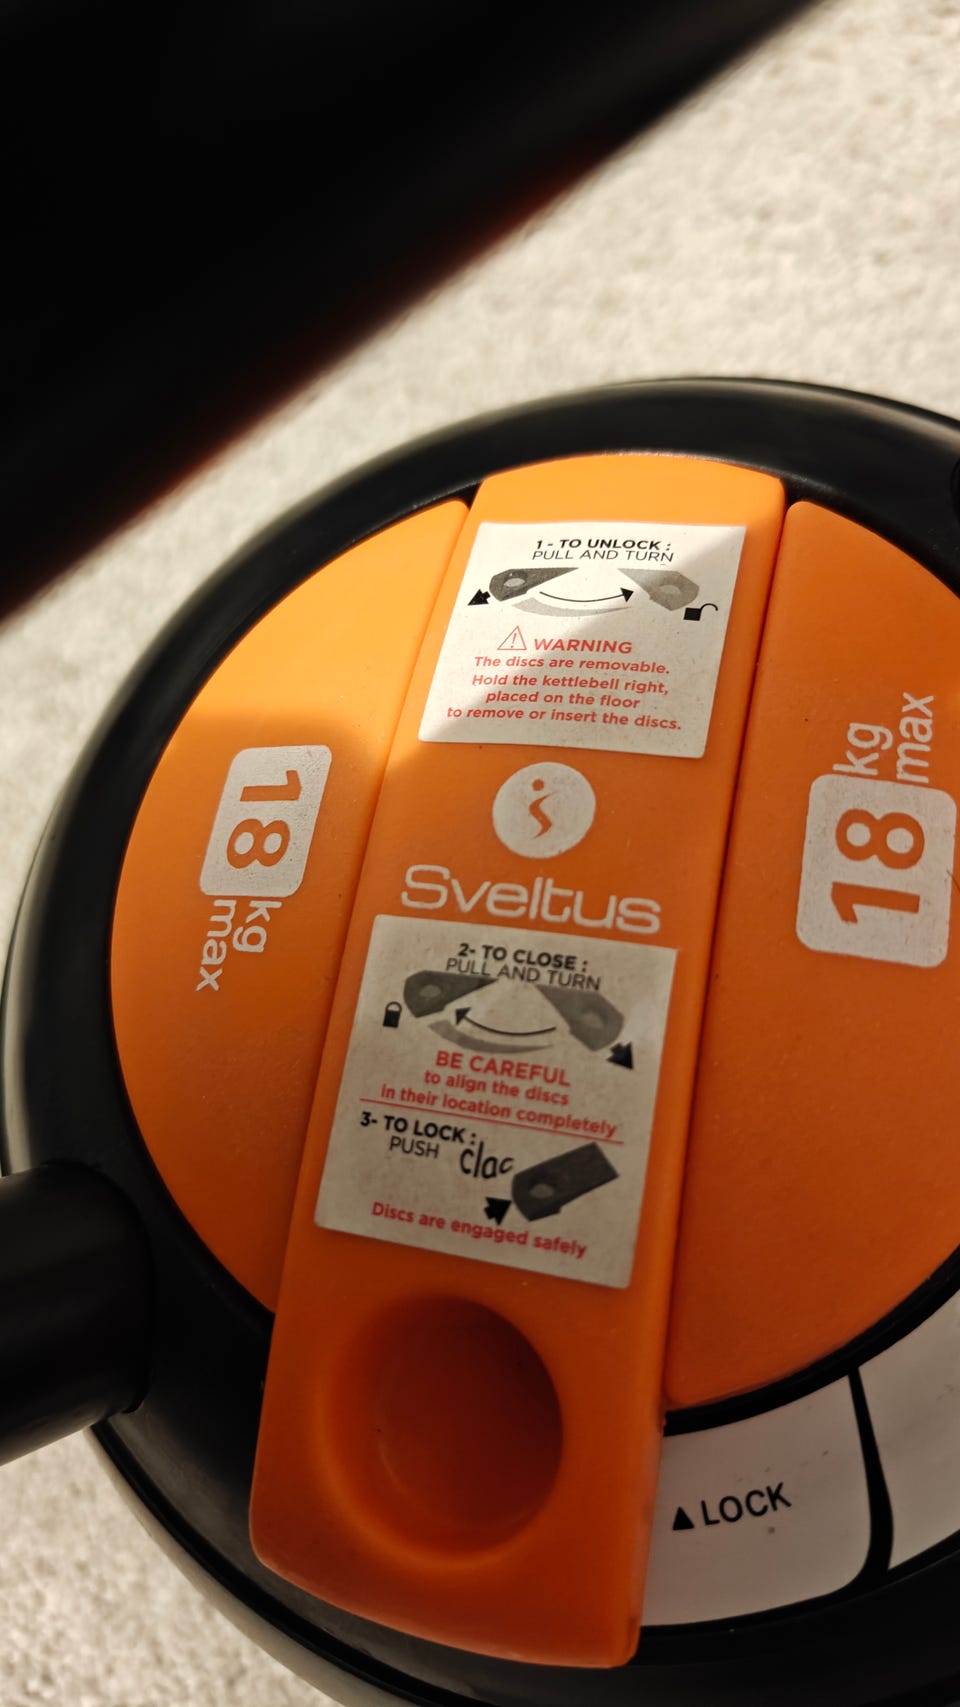 1 - TO UNLOCK :
PULL AND TURN
WARNING
The discs are removable.
Hold the kettlebell right,
placed on the floor
to remove or insert the discs.
18
kg
max
18
kg
max
Sveltus
2- TO CLOSE :
PULL AND TURN
BE CAREFUL
to align the discs
in their location completely
3- TO LOCK :
PUSH
clac
Discs are engaged safely
▲LOCK